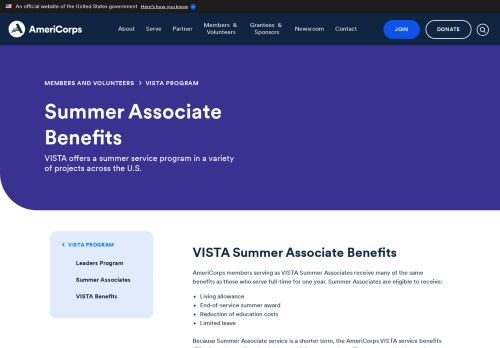 An official website of the United States government Here's how you know
AmeriCorps
About Serve Partner Members & Volunteers Grantees & Sponsors Newsroom Contact JOIN DONATE
MEMBERS AND VOLUNTEERS > VISTA PROGRAM
Summer Associate
Benefits
VISTA offers a summer service program in a variety
of projects across the U.S.
VISTA PROGRAM
Leaders Program
Summer Associates
VISTA Benefits
VISTA Summer Associate Benefits
AmeriCorps members serving as VISTA Summer Associates receive many of the same
benefits as those who serve full-time for one year. Summer Associates are eligible to receive:
Living allowance
End-of-service summer award
Reduction of education costs
Limited leave
Because Summer Associate service is a shorter term, the AmeriCorps VISTA service benefits